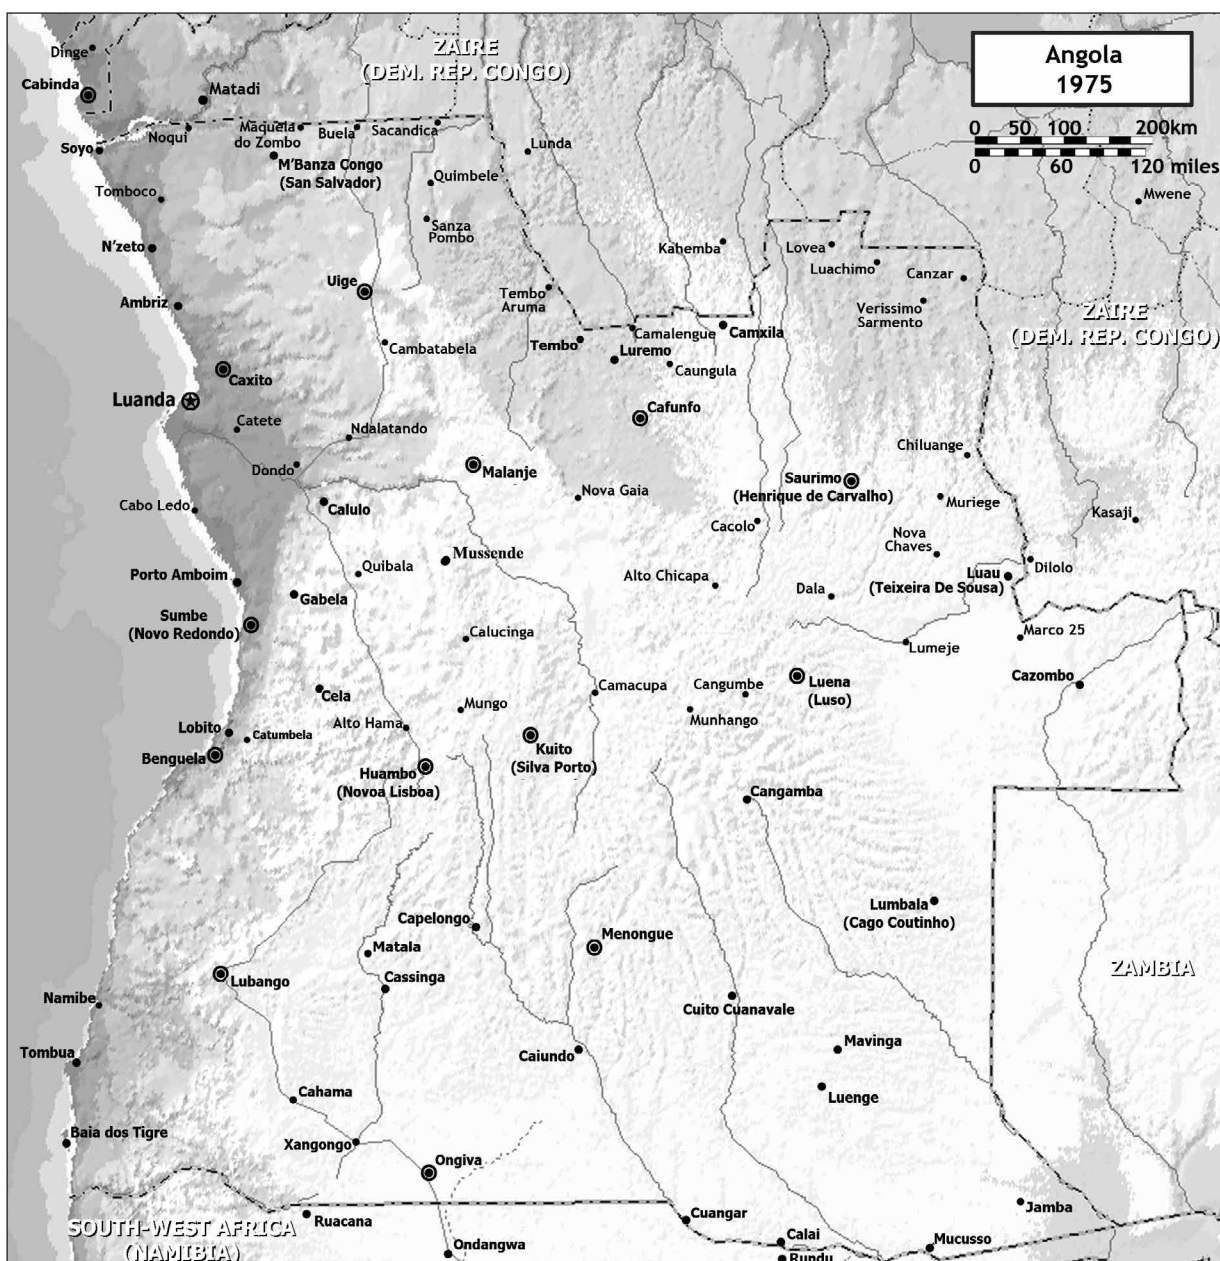 Angola
1975
0 50 100 200km
0 60 120 miles
ZAIRE
(DEM. REP. CONGO)
Dinge
Cabinda
Matadi
Soyo
Noqui
Maquela
do Zombo
Buela
Sacandica
M'Banza Congo
(San Salvador)
Lunda
Quimbele
Tomboco
Mwene
Sanza
Pombo
N'zeto
Kahemba
Lovea
Luachimo
Canzar
Uige
Tembo
Aruma
Ambriz
Verissimo
Sarmento
ZAIRE
(DEM. REP. CONGO)
Camalengue
Camxila
Cambatabela
Tembo
Luremo
Caungula
Caxito
Luanda
Cafunfo
Catete
Ndalatando
Chiluange
Dondo
Malanje
Saurimo
(Henrique de Carvalho)
Nova Gaia
Cabo Ledo
Calulo
Muriege
Kasaji
Cacolo
Nova
Chaves
Mussende
Quibala
Porto Amboim
Alto Chicapa
Dala
Luau
(Teixeira De Sousa)
Dilolo
Gabela
Sumbe
(Novo Redondo)
Calucinga
Marco 25
Lumeje
Cazombo
Cela
Camacupa
Cangumbe
Luena
(Luso)
Mungo
Munhango
Lobito
Catumbela
Alto Hama
Benguela
Kuito
(Silva Porto)
Huambo
(Novoa Lisboa)
Cangamba
Lumbala
(Cago Coutinho)
Capelongo
Menongue
Matala
ZAMBIA
Lubango
Cassinga
Namibe
Cuito Cuanavale
Tombua
Caiundo
Mavinga
Cahama
Luenge
Baia dos Tigre
Xangongo
Ongiva
Jamba
SOUTH-WEST AFRICA
(NAMIBIA)
Ruacana
Cuangar
Calai
Mucusso
Ondangwa
Rundu